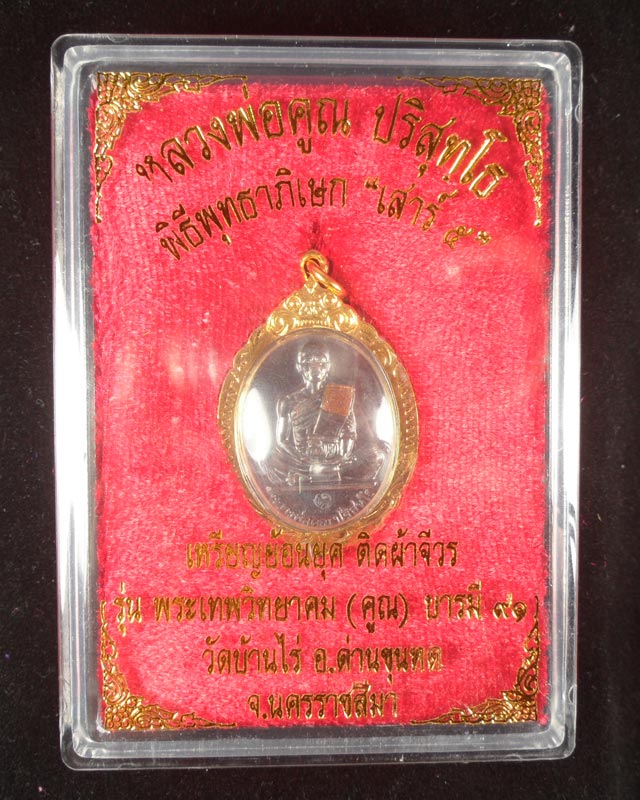 หลวงพ่อคูณ ปริสุทฺโธ
พิธีพุทธาภิเษก "เสาร์ ๕"
เหรียญย้อนยุค ติดผ้าจีวร
รุ่น พระเทพวิทยาคม (คูณ) บารมี ๙๑
วัดบ้านไร่ อ.ด่านขุนทด
จ.นครราชสีมา